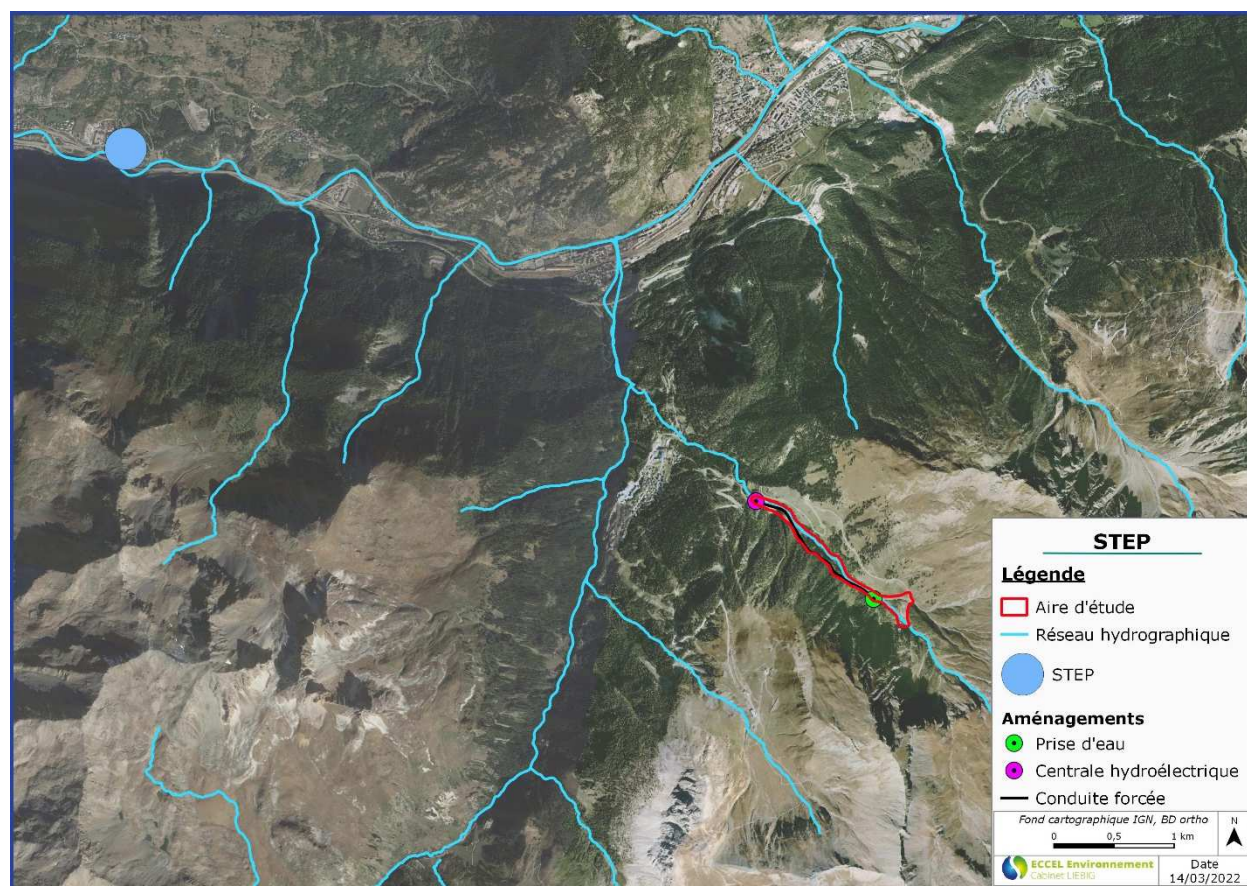 STEP
Légende
Aire d'étude
Réseau hydrographique
STEP
Aménagements
Prise d'eau
Centrale hydroélectrique
Conduite forcée
Fond cartographique IGN, BD ortho
0 0,5 1 km
N
ECCEL Environnement
Cabinet LIEBIG
Date
14/03/2022